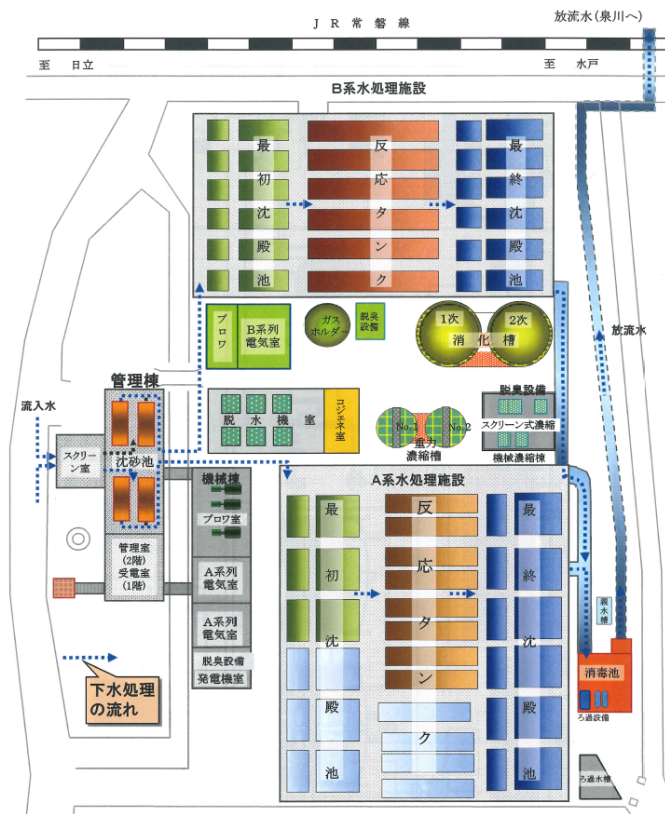 放流水(泉川へ)
JR常磐線
至 日立
至 水戸
B系水処理施設
最初沈殿池
反応タンク
最終沈殿池
ブロワ
B系列
電気室
ガス
ホルダー
脱臭
設備
1次
2次
消化槽
放流水
管理棟
流入水
スクリー
ン室
沈砂池
脱水機室
コジェネ室
No.1
No.2
重力
濃縮槽
脱臭設備
スクリーン式濃縮
機械濃縮棟
機械棟
ブロワ室
管理室
(2階)
受電室
(1階)
A系列
電気室
A系列
電気室
脱臭設備
発電機室
A系水処理施設
最初沈殿池
反応タンク
最終沈殿池
親水槽
消毒池
ろ過設備
ろ過水槽
下水処理
の流れ